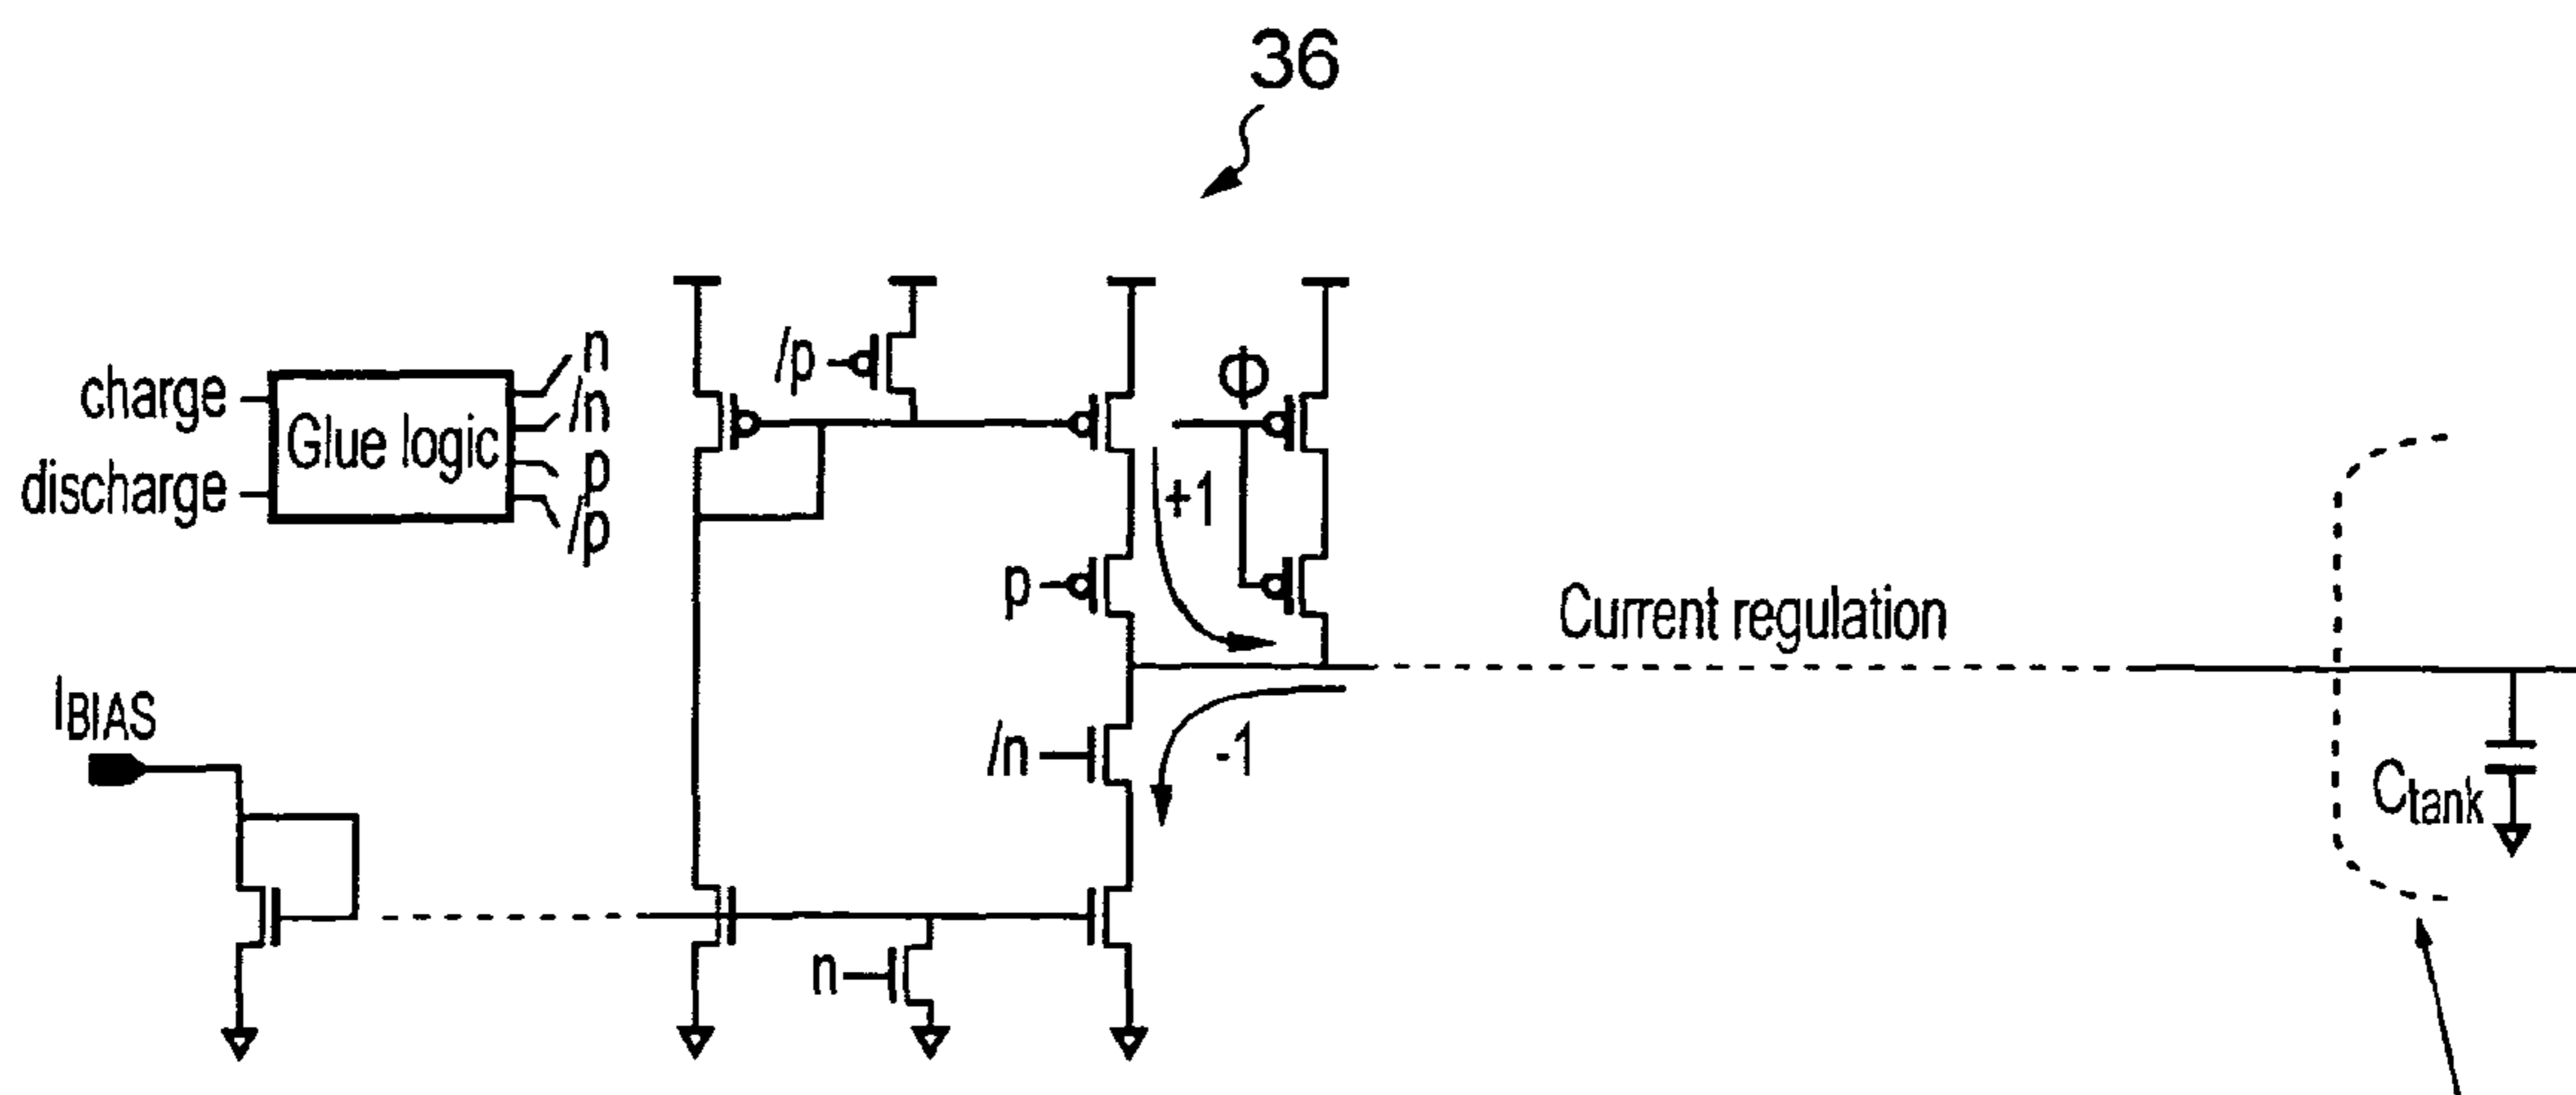 36
charge
discharge
Glue logic
n
/n
p
/p
/p
Φ
+1
p
Current regulation
IBIAS
/n
-1
Ctank
n